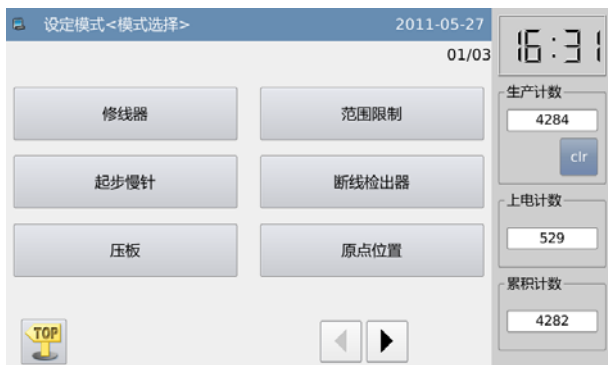 设定模式<模式选择> 2011-05-27
16:31
01/03
修线器 范围限制
起步慢针 断线检出器
压板 原点位置
TOP
生产计数
4284
clr
上电计数
529
累积计数
4282